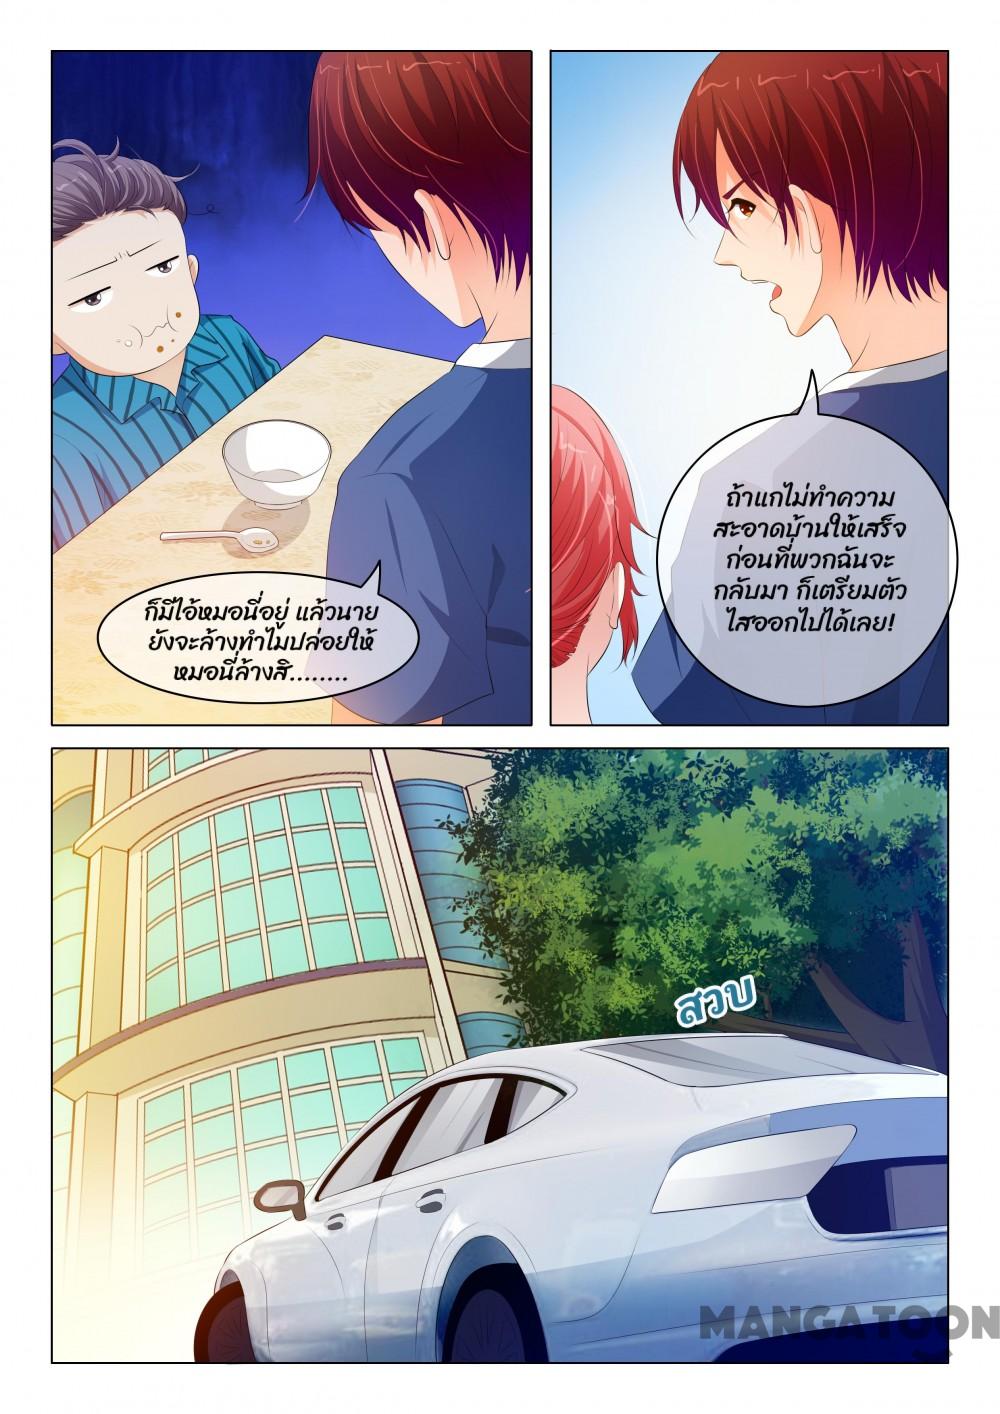 ก็มีไอ้หมอนี่อยู่ แล้วนาย
ยังจะล้างทำไมปล่อยให้
หมอนี่ล้างสิ........
ถ้าแกไม่ทำความ
สะอาดบ้านให้เสร็จ
ก่อนที่พวกฉันจะ
กลับมา ก็เตรียมตัว
ไสออกไปได้เลย!
สวบ
MANGATOON